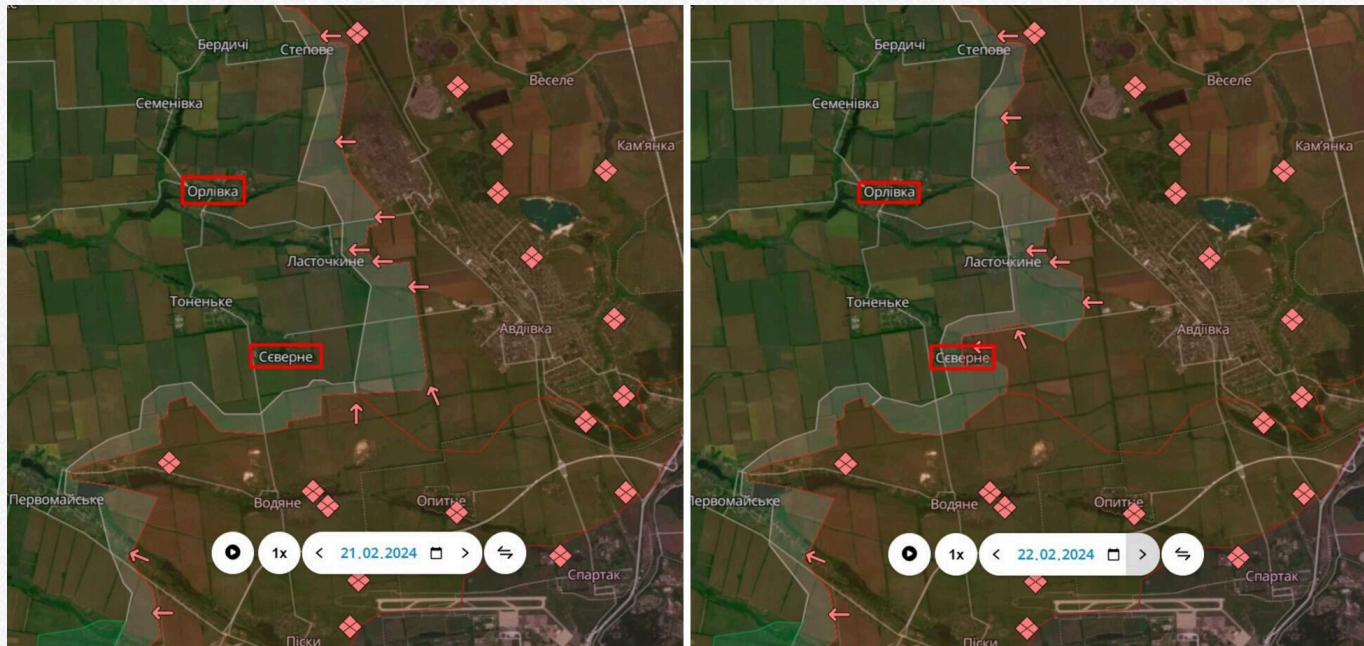 Бердичі
Степове
Веселе
Семенівка
Кам'янка
Орлівка
Ласточкине
Тоненьке
Авдіївка
Сєверне
Первомайське
Водяне
Опитне
1x
21.02.2024
Спартак
Піски
Бердичі
Степове
Веселе
Семенівка
Кам'янка
Орлівка
Ласточкине
Тоненьке
Авдіївка
Сєверне
Первомайське
Водяне
Опитне
1x
22.02.2024
Спартак
Піски